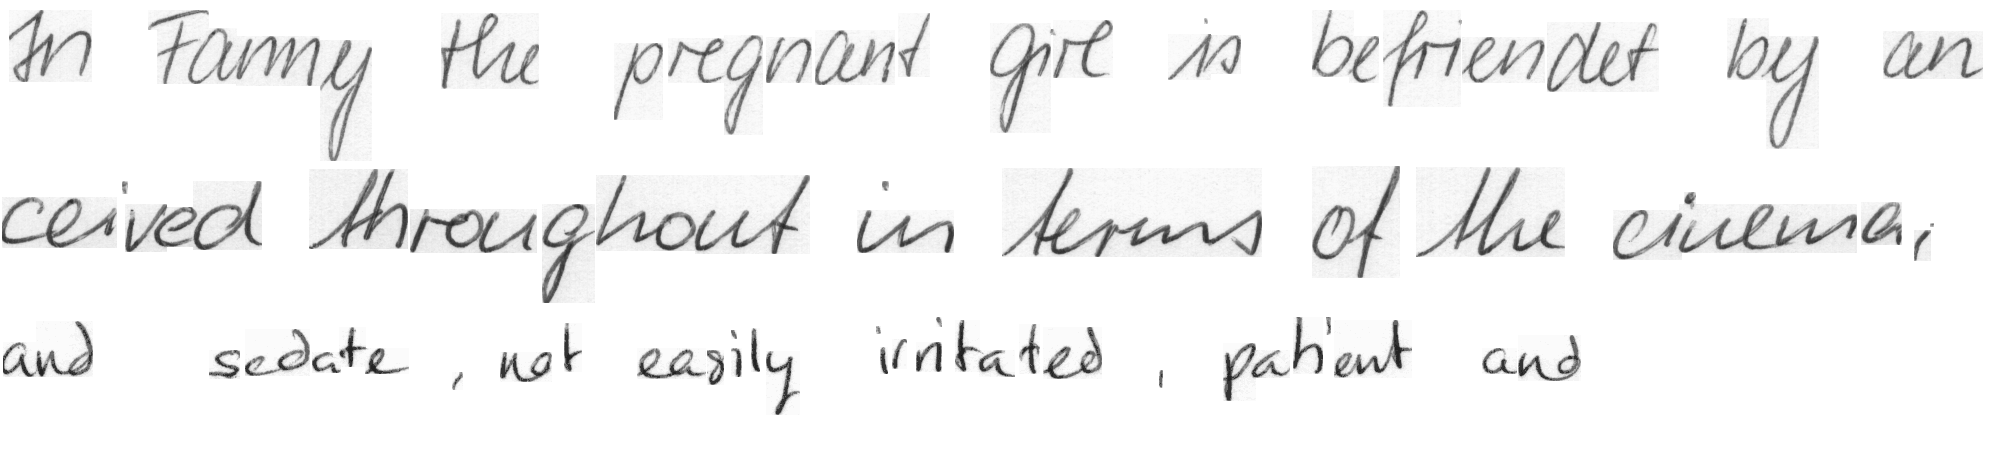 In Fanny the pregnant girl is befriendet by an
ceived throughout in terms of the cinema,
and sedate, not easily irritated, patient and